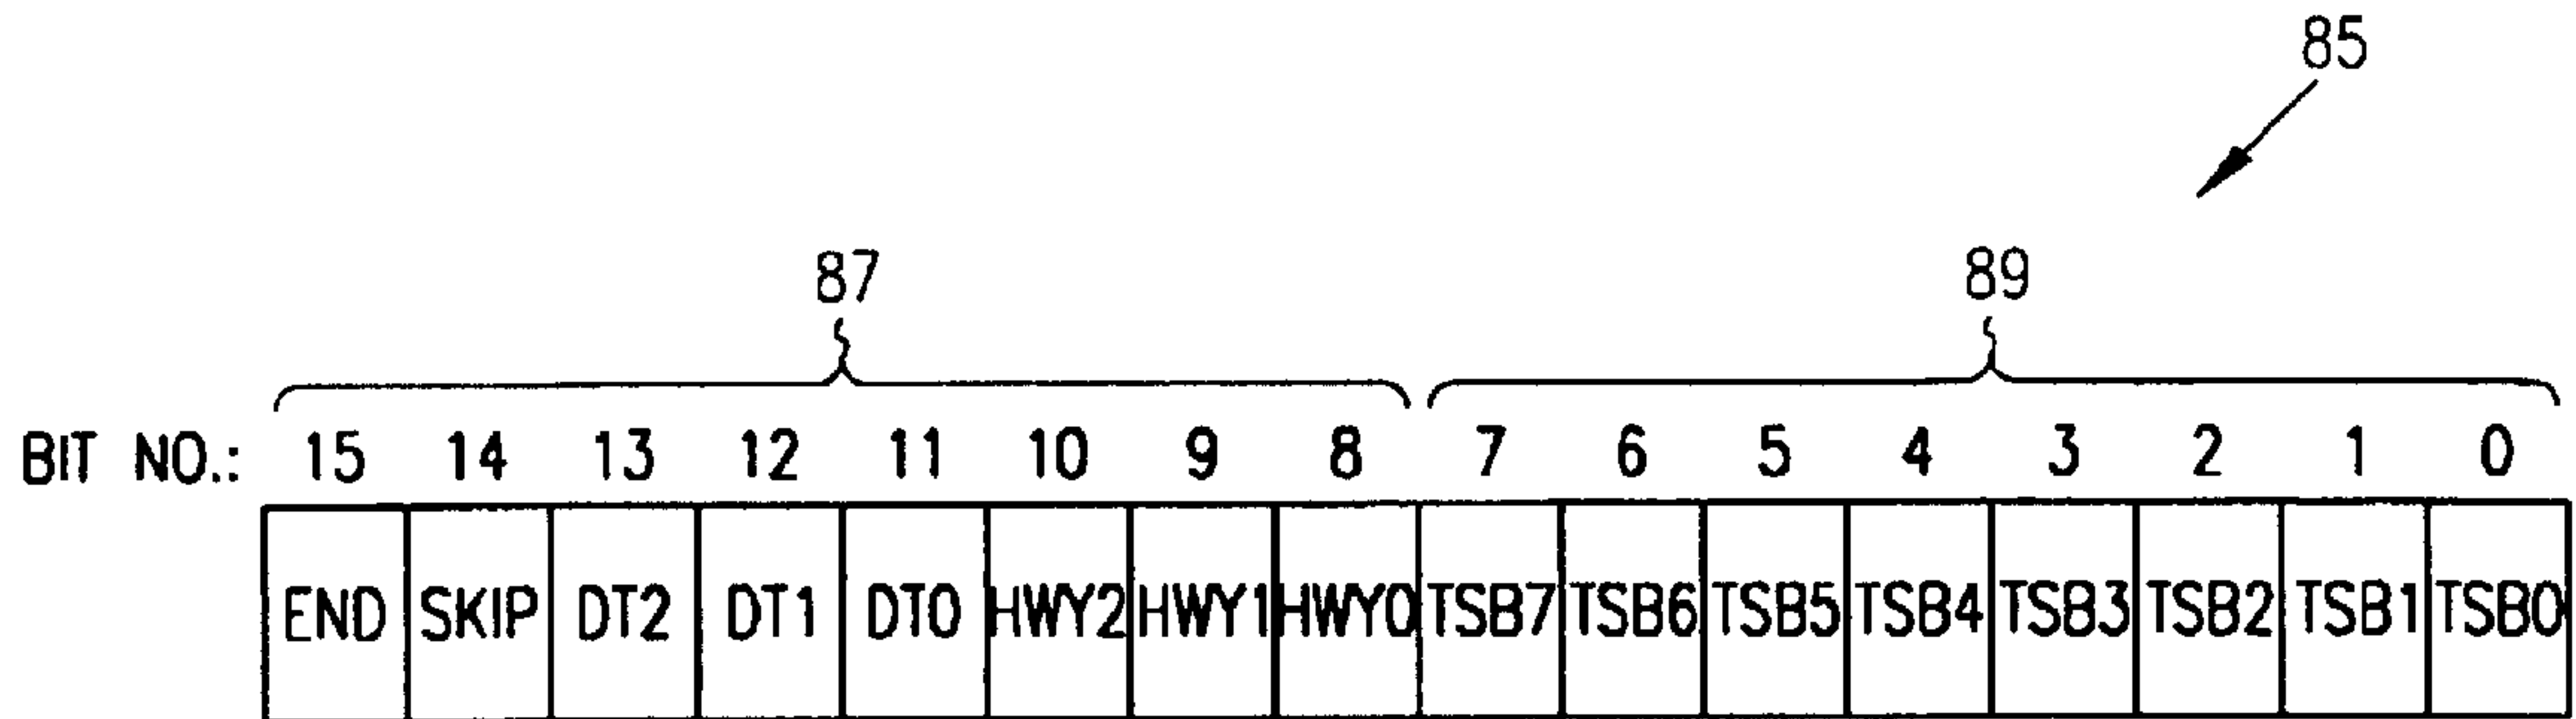 85
87 89
BIT NO.: 15 14 13 12 11 10 9 8 7 6 5 4 3 2 1 0
END SKIP DT2 DT1 DT0 HWY2 HWY1 HWY0 TSB7 TSB6 TSB5 TSB4 TSB3 TSB2 TSB1 TSB0